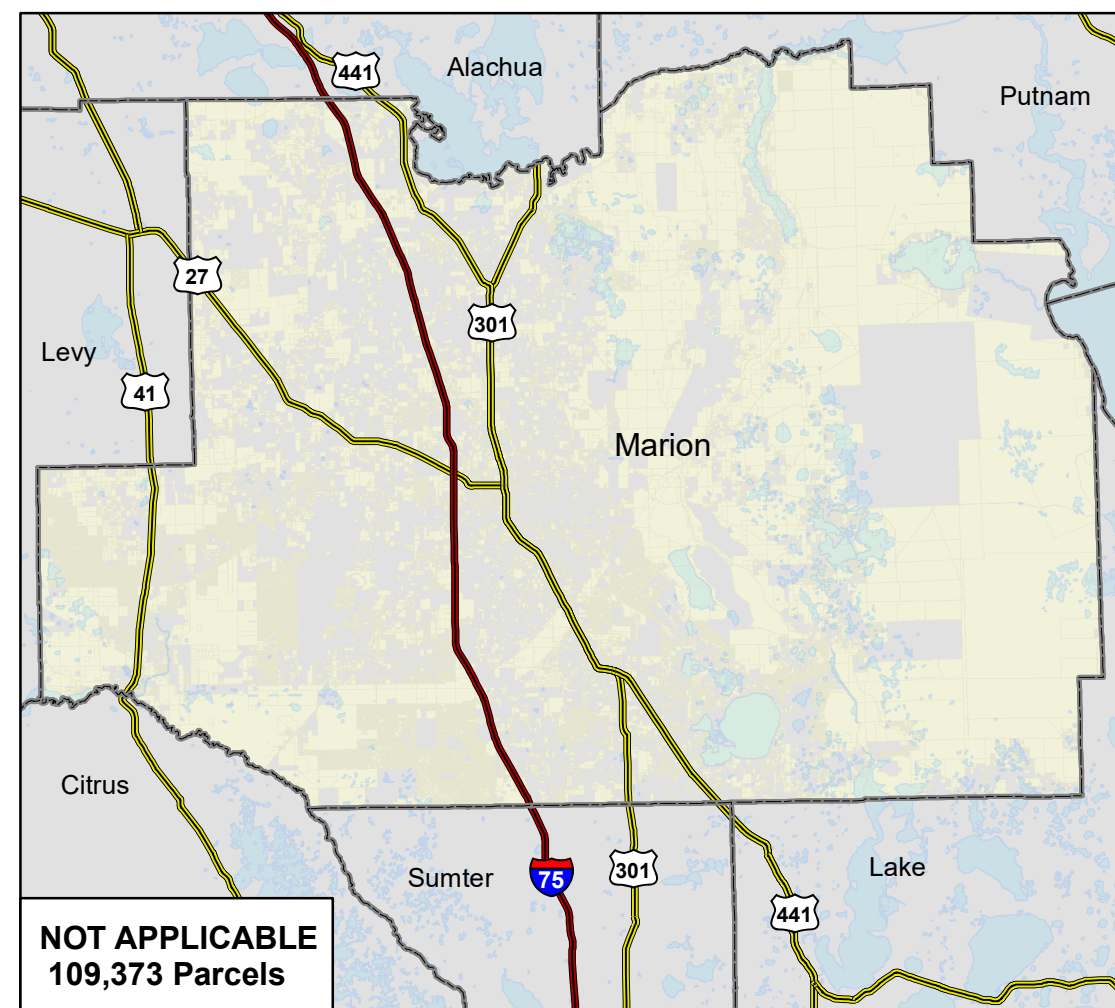 441
Alachua
Putnam
27
301
Levy
41
Marion
Citrus
Sumter
75
301
Lake
441
NOT APPLICABLE
109,373 Parcels